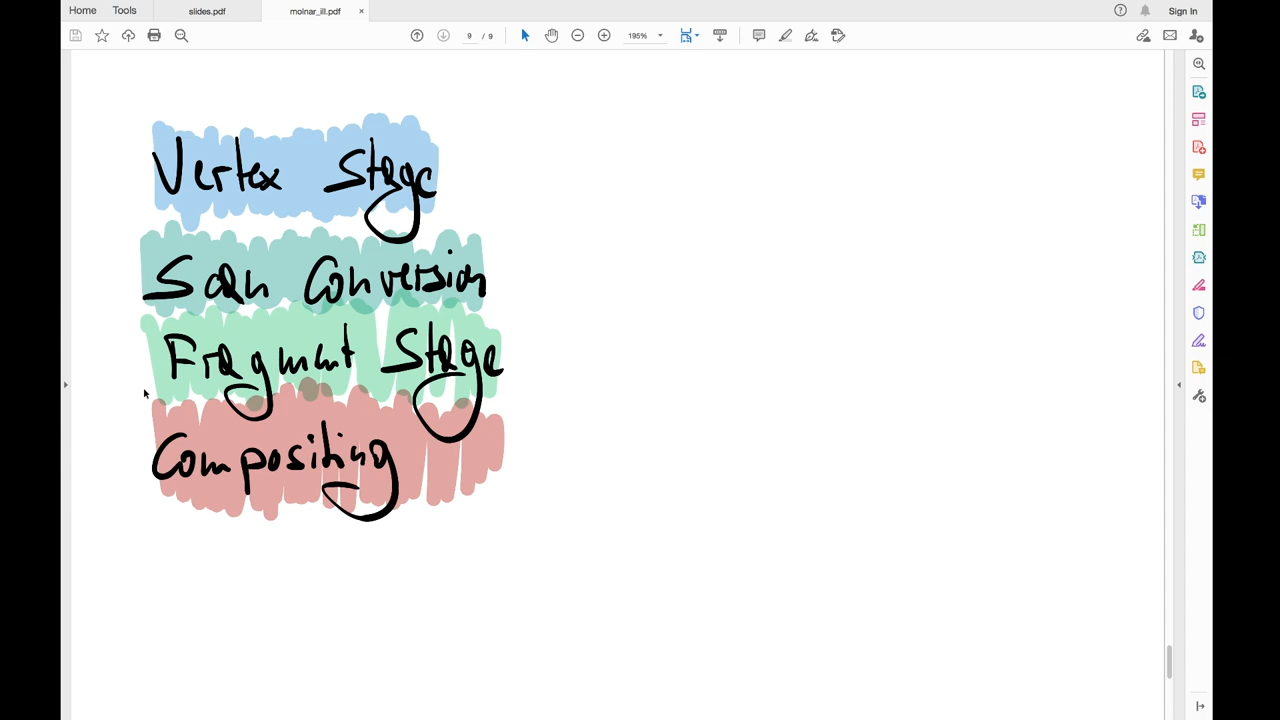 Home Tools slides.pdf molnar_ill.pdf × Sign In
9 / 9 195%
Vertex Stage
Scan Conversion
Fragment Stage
Compositing